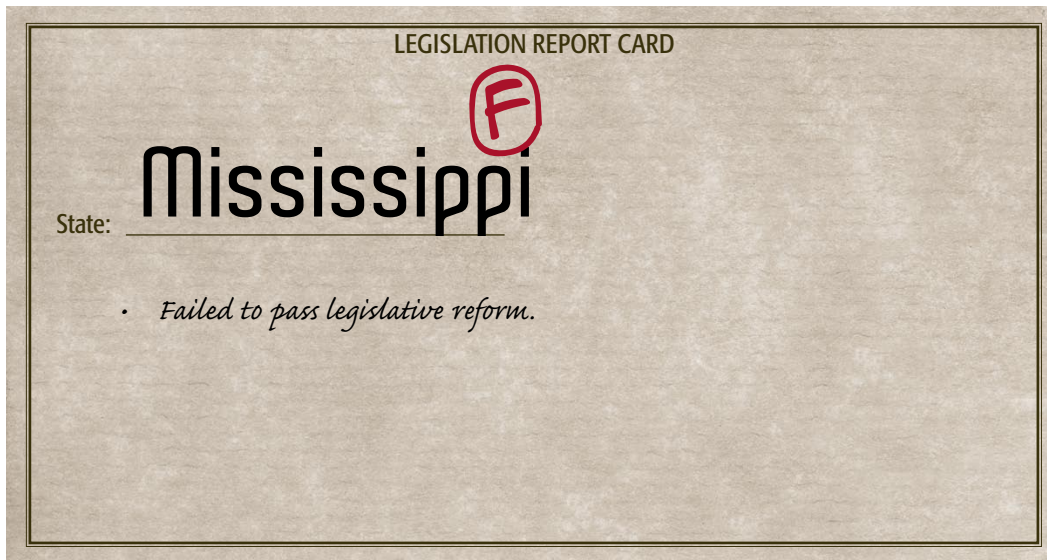 LEGISLATION REPORT CARD
F
State: Mississippi
· Failed to pass legislative reform.